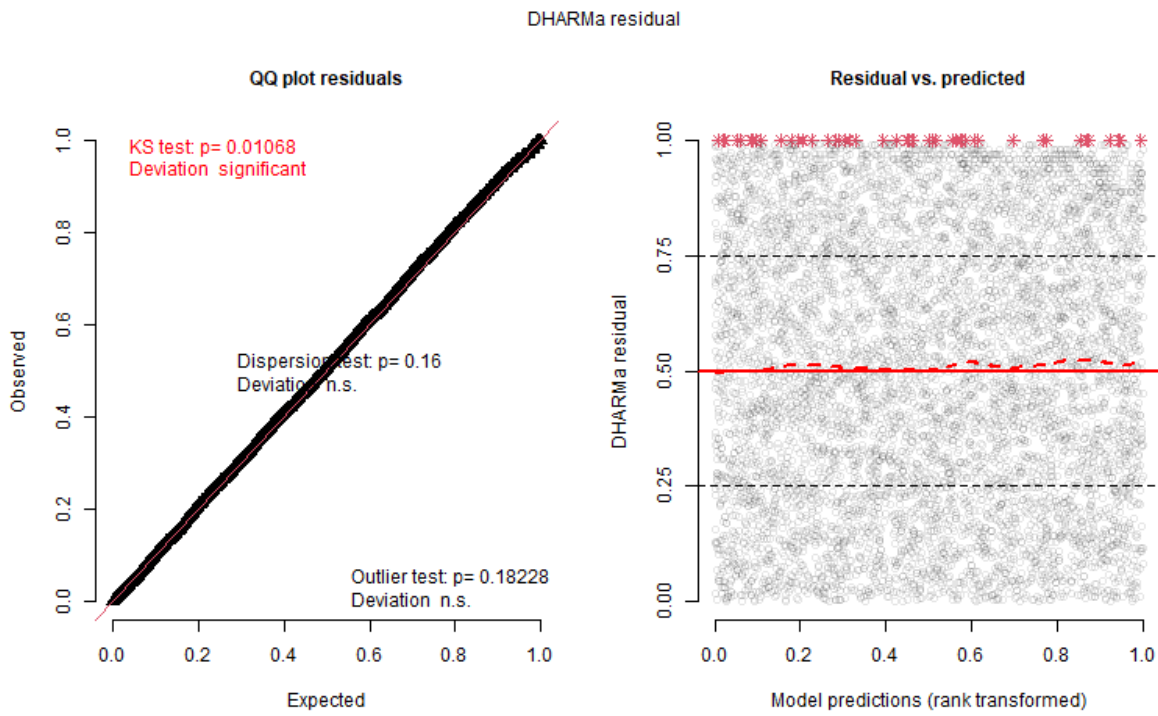 DHARMa residual
QQ plot residuals
KS test: p= 0.01068
Deviation significant
Dispersion test: p= 0.16
Deviation n.s.
Outlier test: p= 0.18228
Deviation n.s.
Observed
0.0 0.2 0.4 0.6 0.8 1.0
0.0 0.2 0.4 0.6 0.8 1.0
Expected
Residual vs. predicted
DHARMa residual
0.00 0.25 0.50 0.75 1.00
0.0 0.2 0.4 0.6 0.8 1.0
Model predictions (rank transformed)